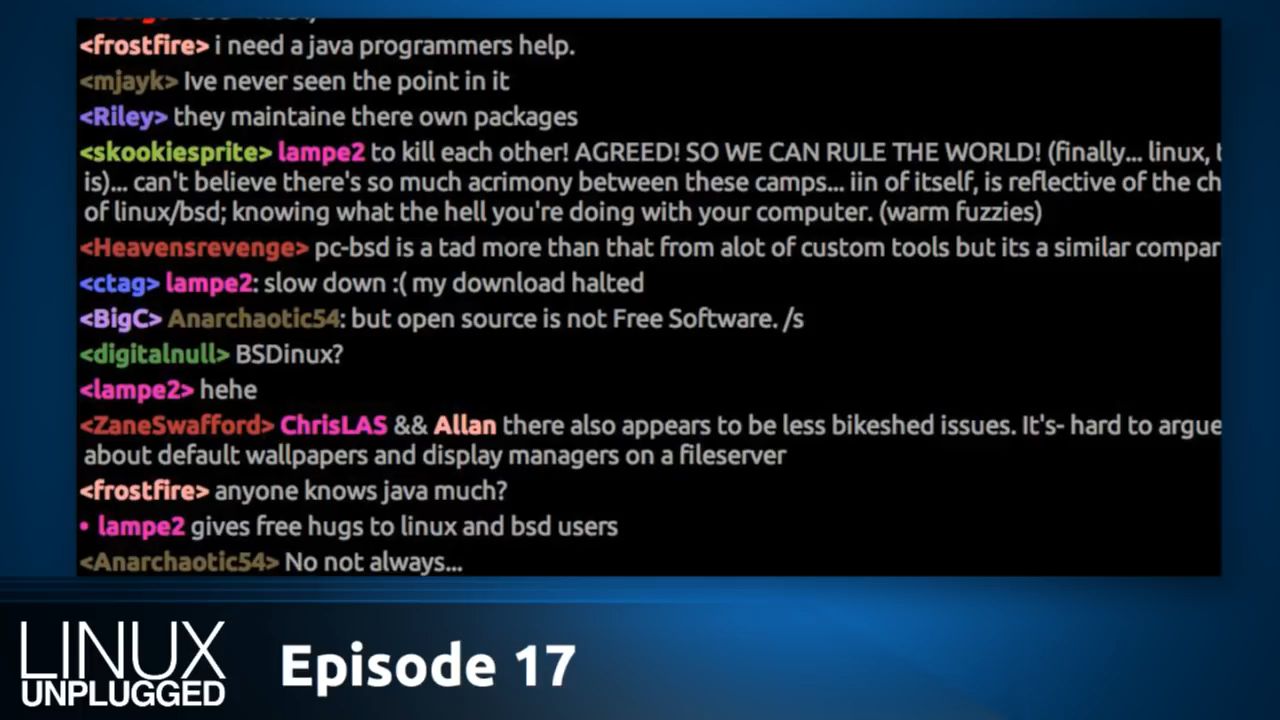 <frostfire> i need a java programmers help.
<mjayk> Ive never seen the point in it
<Riley> they maintaine there own packages
<skookiesprite> lampe2 to kill each other! AGREED! SO WE CAN RULE THE WORLD! (finally... linux,
is)... can't believe there's so much acrimony between these camps... iin of itself, is reflective of the ch
of linux/bsd; knowing what the hell you're doing with your computer. (warm fuzzies)
<Heavensrevenge> pc-bsd is a tad more than that from alot of custom tools but its a similar compar
<ctag> lampe2: slow down :( my download halted
<BigC> Anarchaotic54: but open source is not Free Software. /s
<digitalnull> BSDinux?
<lampe2> hehe
<ZaneSwafford> ChrisLAS && Allan there also appears to be less bikeshed issues. It's- hard to argue
about default wallpapers and display managers on a fileserver
<frostfire> anyone knows java much?
• lampe2 gives free hugs to linux and bsd users
<Anarchaotic54> No not always...
LINUX
UNPLUGGED
Episode 17